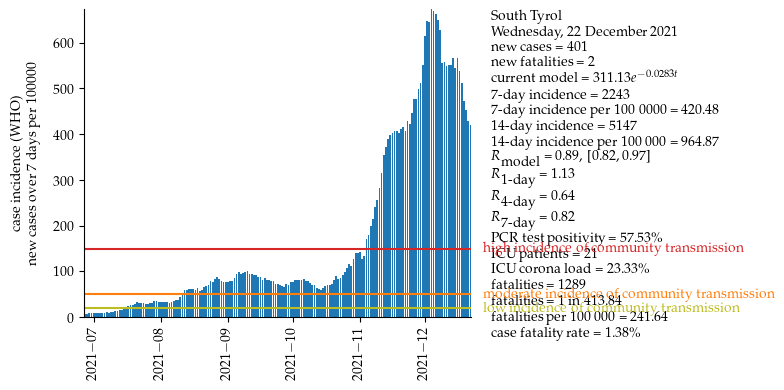 case incidence (WHO)
new cases over 7 days per 100000
600
500
400
300
200
100
0
2021−07
2021−08
2021−09
2021−10
2021−11
2021−12
South Tyrol
Wednesday, 22 December 2021
new cases = 401
new fatalities = 2
current model = 311.13e^−0.0283t
7-day incidence = 2243
7-day incidence per 100 0000 = 420.48
14-day incidence = 5147
14-day incidence per 100 000 = 964.87
R model = 0.89, [0.82, 0.97]
R 1-day = 1.13
R 4-day = 0.64
R 7-day = 0.82
PCR test positivity = 57.53%
high incidence of community transmission
ICU patients = 21
ICU corona load = 23.33%
fatalities = 1289
moderate incidence of community transmission
fatalities = 1 in 413.84
low incidence of community transmission
fatalities per 100 000 = 241.64
case fatality rate = 1.38%